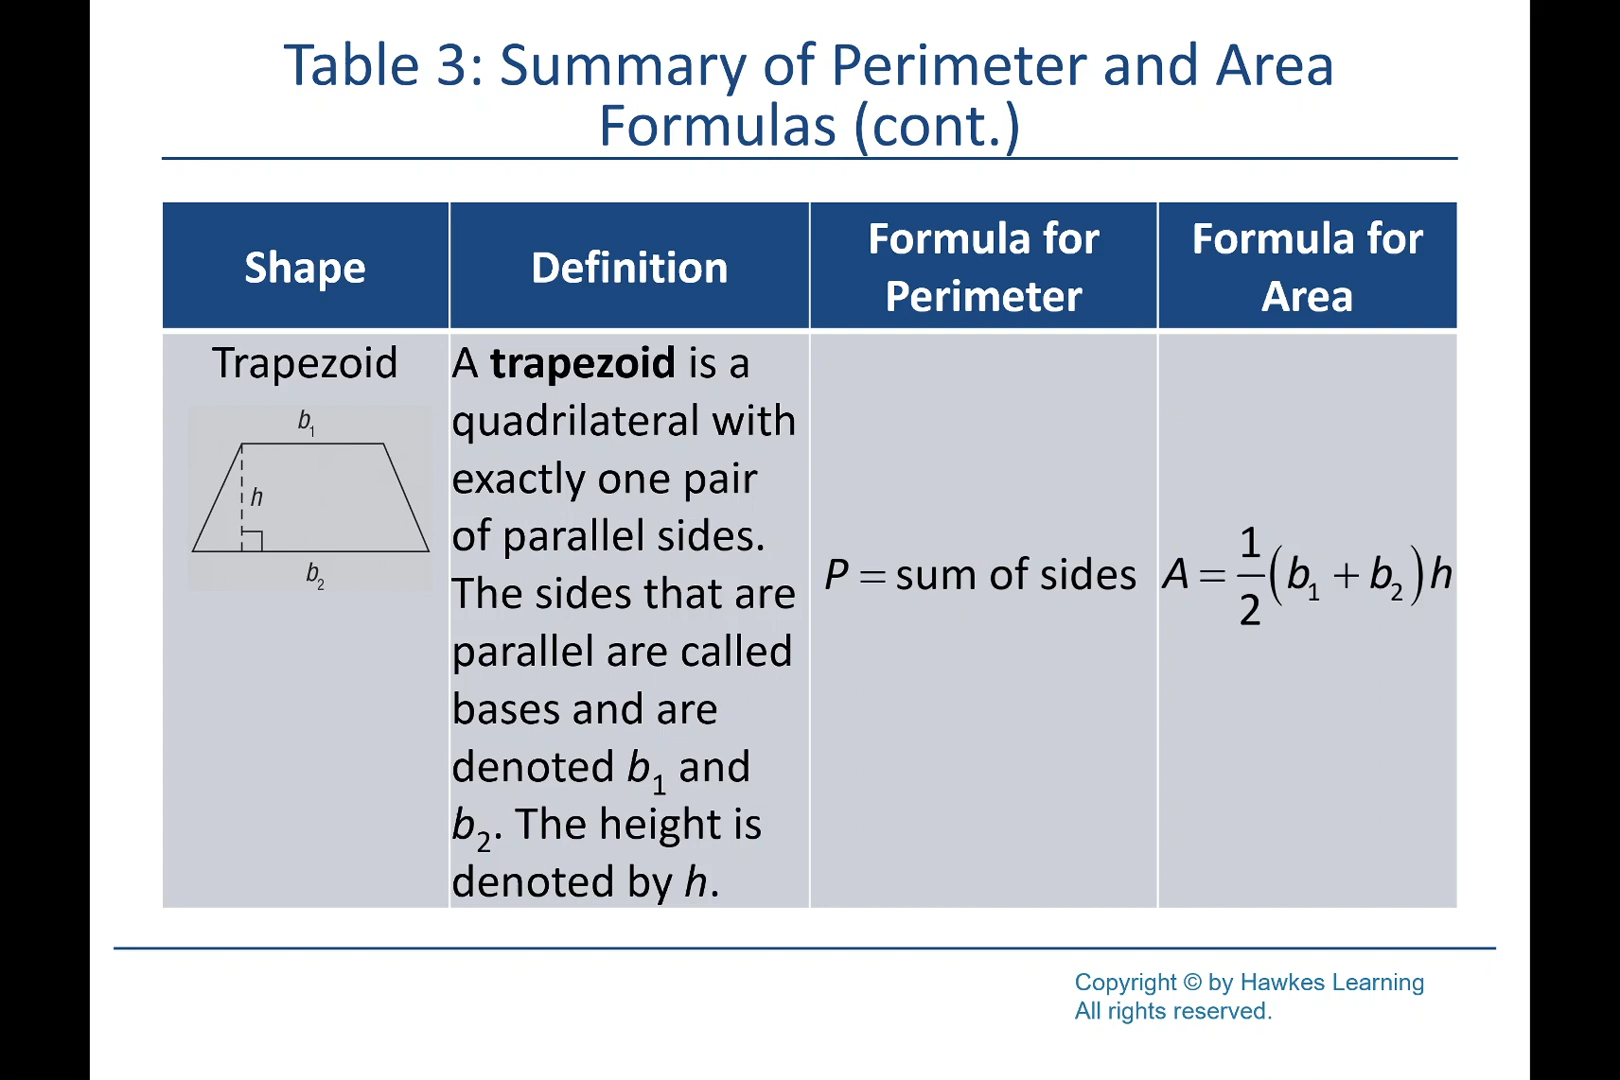 Table 3: Summary of Perimeter and Area
Formulas (cont.)
Shape
Definition
Formula for
Perimeter
Formula for
Area
Trapezoid
b₁
h
b₂
A trapezoid is a
quadrilateral with
exactly one pair
of parallel sides.
The sides that are
parallel are called
bases and are
denoted b₁ and
b₂. The height is
denoted by h.
P = sum of sides
A = 1/2 (b₁ + b₂) h
Copyright © by Hawkes Learning
All rights reserved.